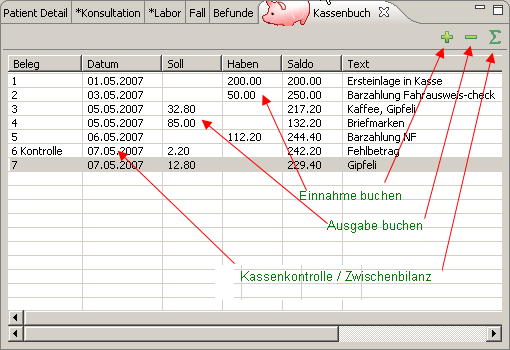 Patient Detail *Konsultation *Labor Fall Befunde Kassenbuch
Beleg Datum Soll Haben Saldo Text
1 01.05.2007 200.00 200.00 Ersteinlage in Kasse
2 03.05.2007 50.00 250.00 Barzahlung Fahrausweis-check
3 05.05.2007 32.80 217.20 Kaffee, Gipfeli
4 05.05.2007 85.00 132.20 Briefmarken
5 06.05.2007 112.20 244.40 Barzahlung NF
6 Kontrolle 07.05.2007 2.20 242.20 Fehlbetrag
7 07.05.2007 12.80 229.40 Gipfeli
Einnahme buchen
Ausgabe buchen
Kassenkontrolle / Zwischenbilanz